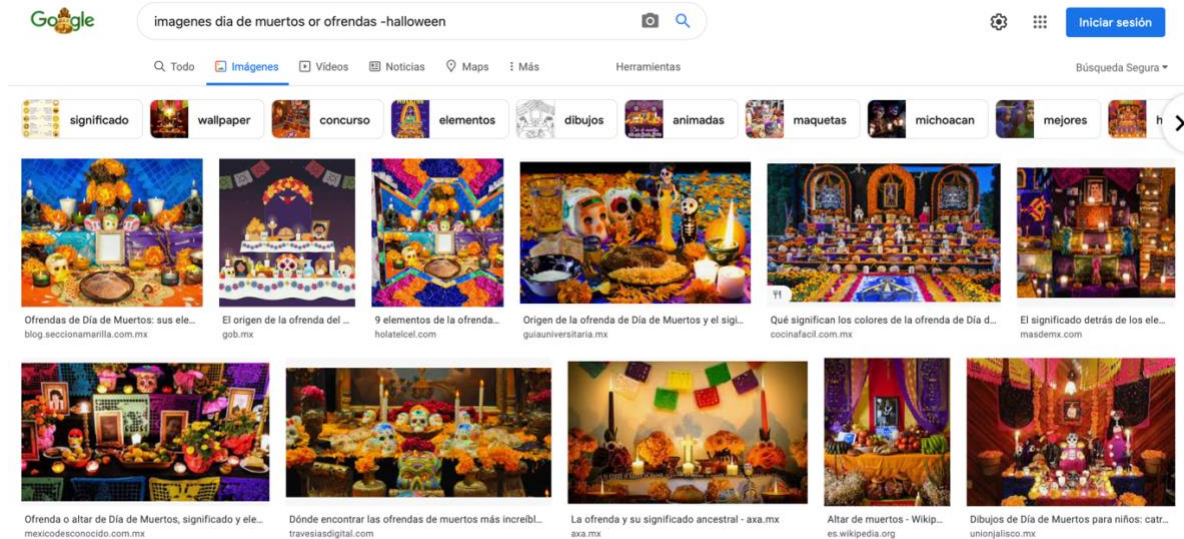 Google
imagenes dia de muertos or ofrendas -halloween
Iniciar sesión
Todo Imágenes Vídeos Noticias Maps Más Herramientas Búsqueda Segura
significado wallpaper concurso elementos dibujos animadas maquetas michoacan mejores h
Ofrendas de Día de Muertos: sus ele... El origen de la ofrenda del ... 9 elementos de la ofrenda... Origen de la ofrenda de Día de Muertos y el sigi... Qué significan los colores de la ofrenda de Día d... El significado detrás de los ele...
blog.seccionamarilla.com.mx gob.mx holatelcel.com guiauniversitaria.mx cocinafacil.com.mx masdemx.com
Ofrenda o altar de Día de Muertos, significado y ele... Dónde encontrar las ofrendas de muertos más increíbl... La ofrenda y su significado ancestral - axa.mx Altar de muertos - Wikip... Dibujos de Día de Muertos para niños: catr...
mexicodesconocido.com.mx travesiasdigital.com axa.mx es.wikipedia.org unionjalisco.mx